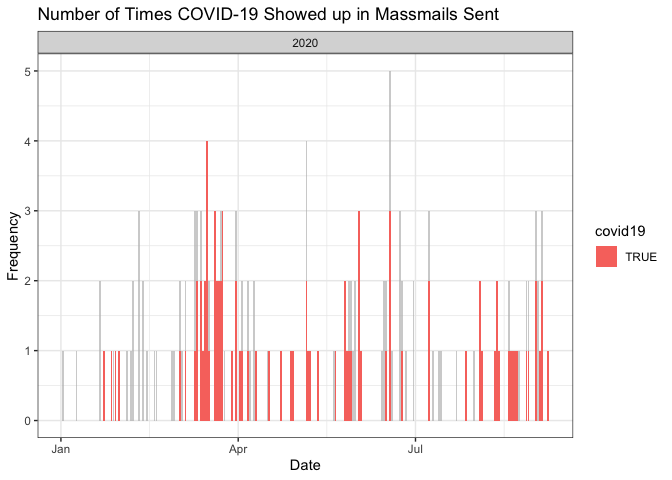 Number of Times COVID-19 Showed up in Massmails Sent
2020
5
4
3
2
1
0
Frequency
Jan
Apr
Jul
Date
covid19
TRUE